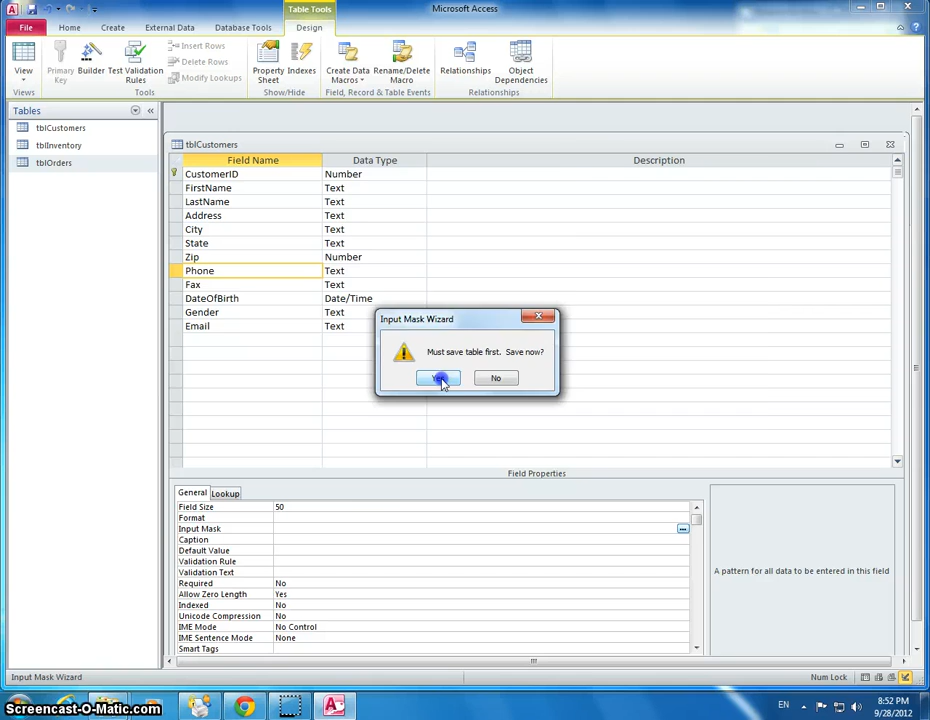 Table Tools
Microsoft Access
File
Home
Create
External Data
Database Tools
Design
View
Primary Key
Builder
Test Validation Rules
Insert Rows
Delete Rows
Modify Lookups
Property Sheet
Indexes
Create Data Macros
Rename/Delete Macro
Relationships
Object Dependencies
Views
Tools
Show/Hide
Field, Record & Table Events
Relationships
Tables
tblCustomers
tblInventory
tblOrders
tblCustomers
Field Name Data Type Description
CustomerID Number
FirstName Text
LastName Text
Address Text
City Text
State Text
Zip Number
Phone Text
Fax Text
DateOfBirth Date/Time
Gender Text
Email Text
Input Mask Wizard
Must save table first. Save now?
No
Field Properties
General Lookup
Field Size 50
Format
Input Mask
Caption
Default Value
Validation Rule
Validation Text
Required No
Allow Zero Length Yes
Indexed No
Unicode Compression No
IME Mode No Control
IME Sentence Mode None
Smart Tags
A pattern for all data to be entered in this field
Input Mask Wizard
Num Lock
Screencast-O-Matic.com
EN
8:52 PM
9/28/2012